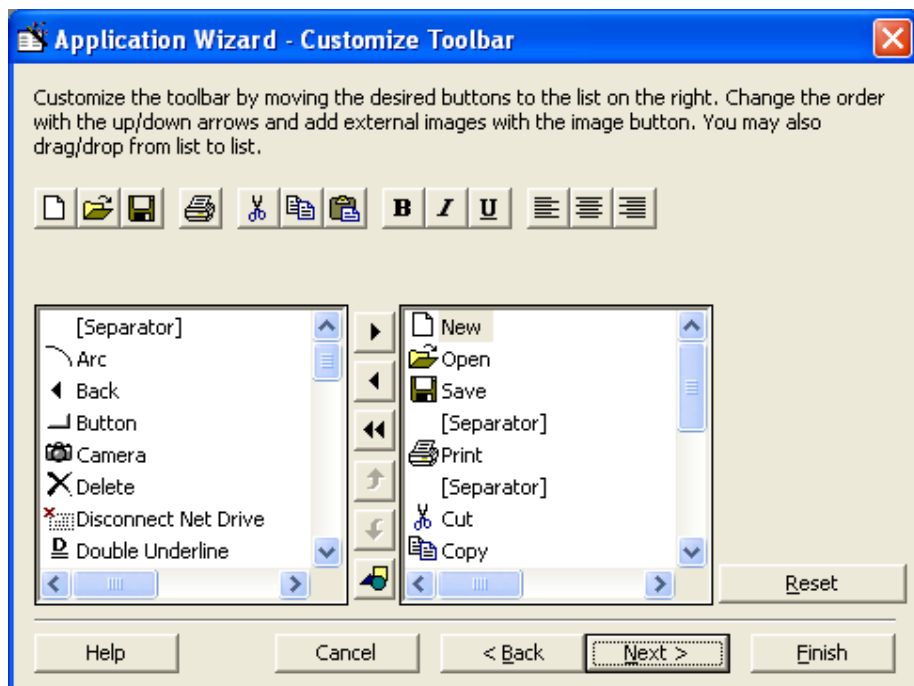 Application Wizard - Customize Toolbar
Customize the toolbar by moving the desired buttons to the list on the right. Change the order
with the up/down arrows and add external images with the image button. You may also
drag/drop from list to list.
B I U
[Separator]
Arc
Back
Button
Camera
Delete
Disconnect Net Drive
D Double Underline
New
Open
Save
[Separator]
Print
[Separator]
Cut
Copy
Reset
Help
Cancel
< Back
Next >
Finish